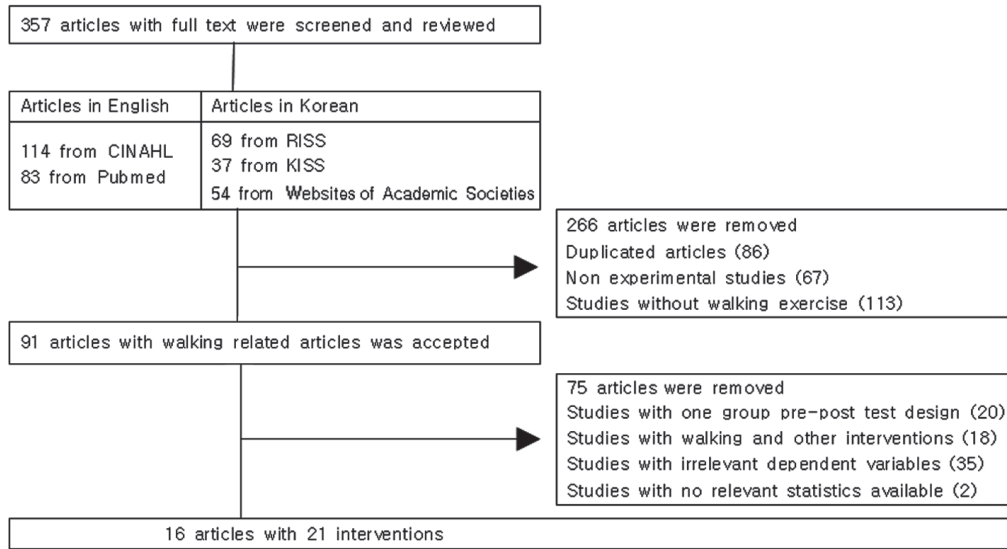 357 articles with full text were screened and reviewed
Articles in English
114 from CINAHL
83 from Pubmed
Articles in Korean
69 from RISS
37 from KISS
54 from Websites of Academic Societies
266 articles were removed
Duplicated articles (86)
Non experimental studies (67)
Studies without walking exercise (113)
91 articles with walking related articles was accepted
75 articles were removed
Studies with one group pre-post test design (20)
Studies with walking and other interventions (18)
Studies with irrelevant dependent variables (35)
Studies with no relevant statistics available (2)
16 articles with 21 interventions